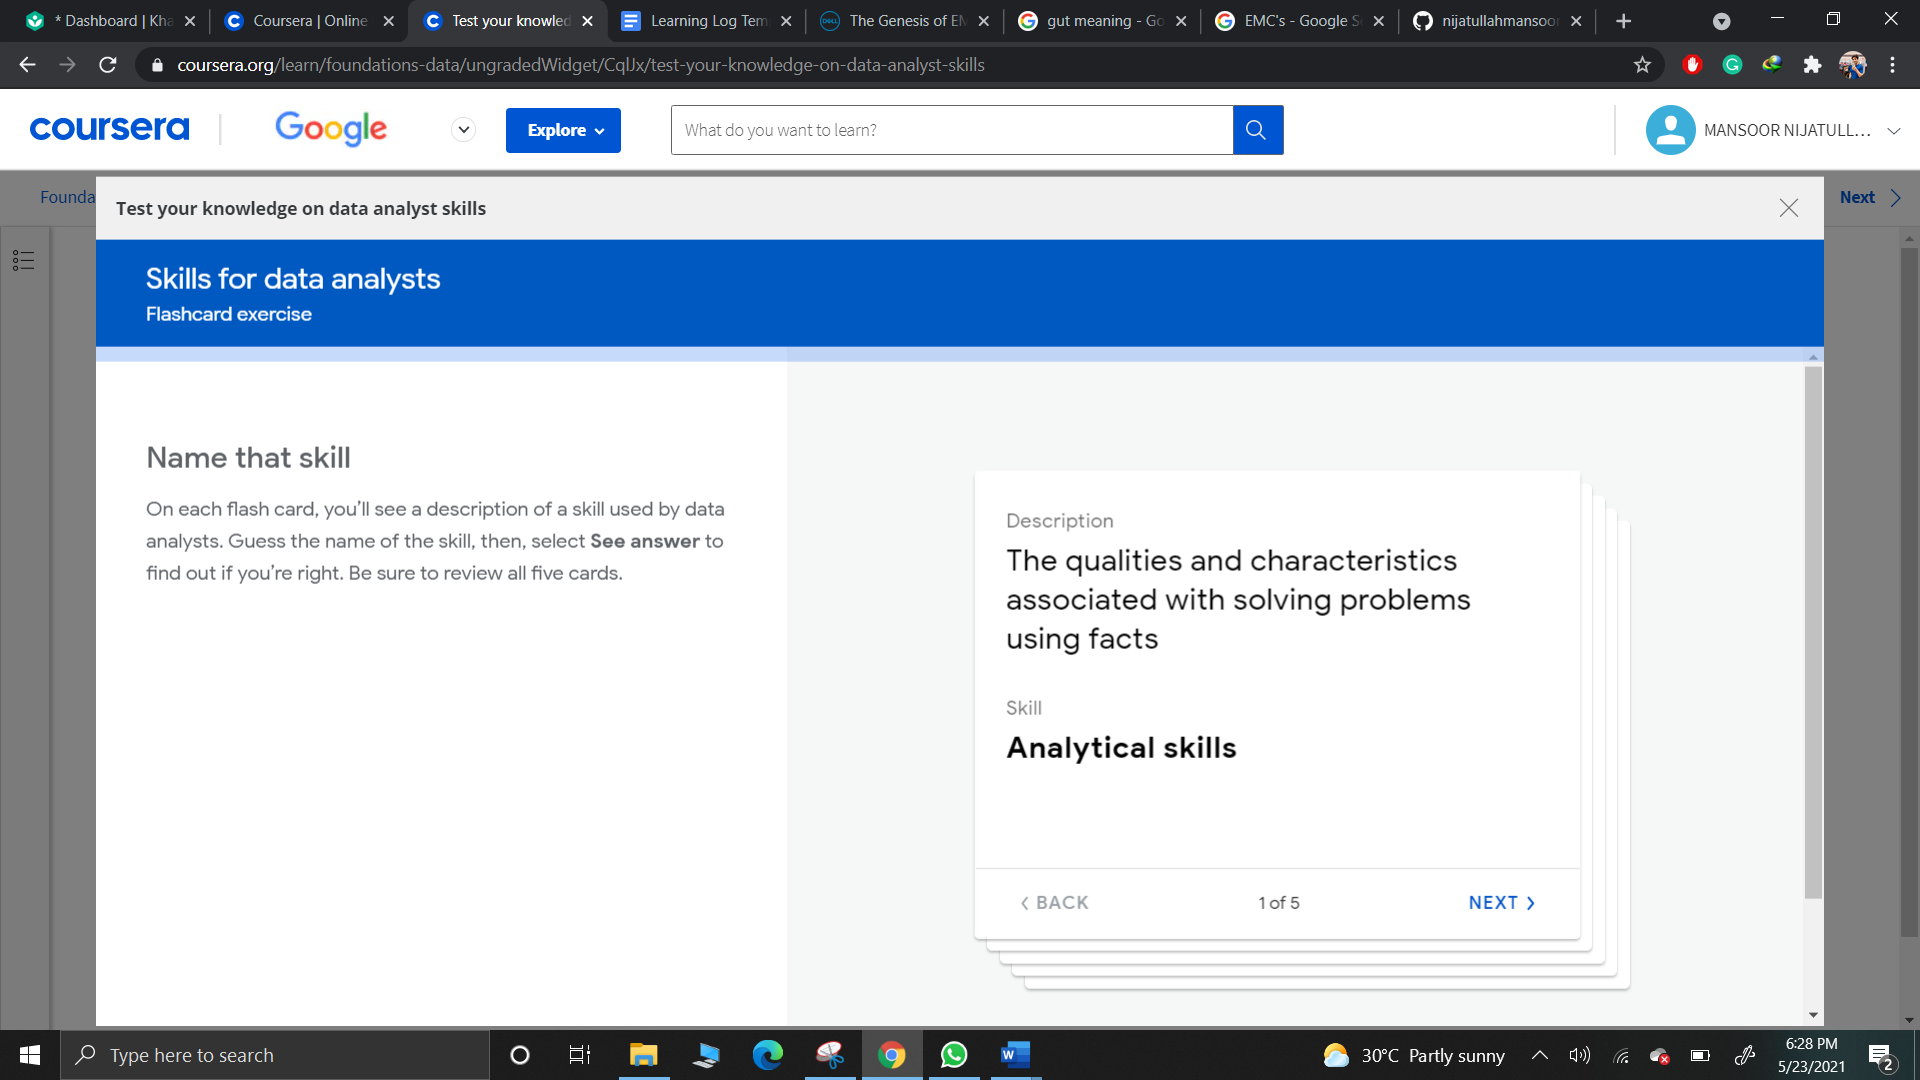 * Dashboard | Kha
Coursera | Online
Test your knowled
Learning Log Tem
The Genesis of EM
gut meaning - Go
EMC's - Google S
nijatullahmansoor
coursera.org/learn/foundations-data/ungradedWidget/CqlJx/test-your-knowledge-on-data-analyst-skills
coursera
Google
Explore
What do you want to learn?
MANSOOR NIJATULL...
Founda
Next
Test your knowledge on data analyst skills
Skills for data analysts
Flashcard exercise
Name that skill
On each flash card, you’ll see a description of a skill used by data
analysts. Guess the name of the skill, then, select See answer to
find out if you’re right. Be sure to review all five cards.
Description
The qualities and characteristics
associated with solving problems
using facts
Skill
Analytical skills
BACK
1 of 5
NEXT
Type here to search
30°C Partly sunny
6:28 PM
5/23/2021
2